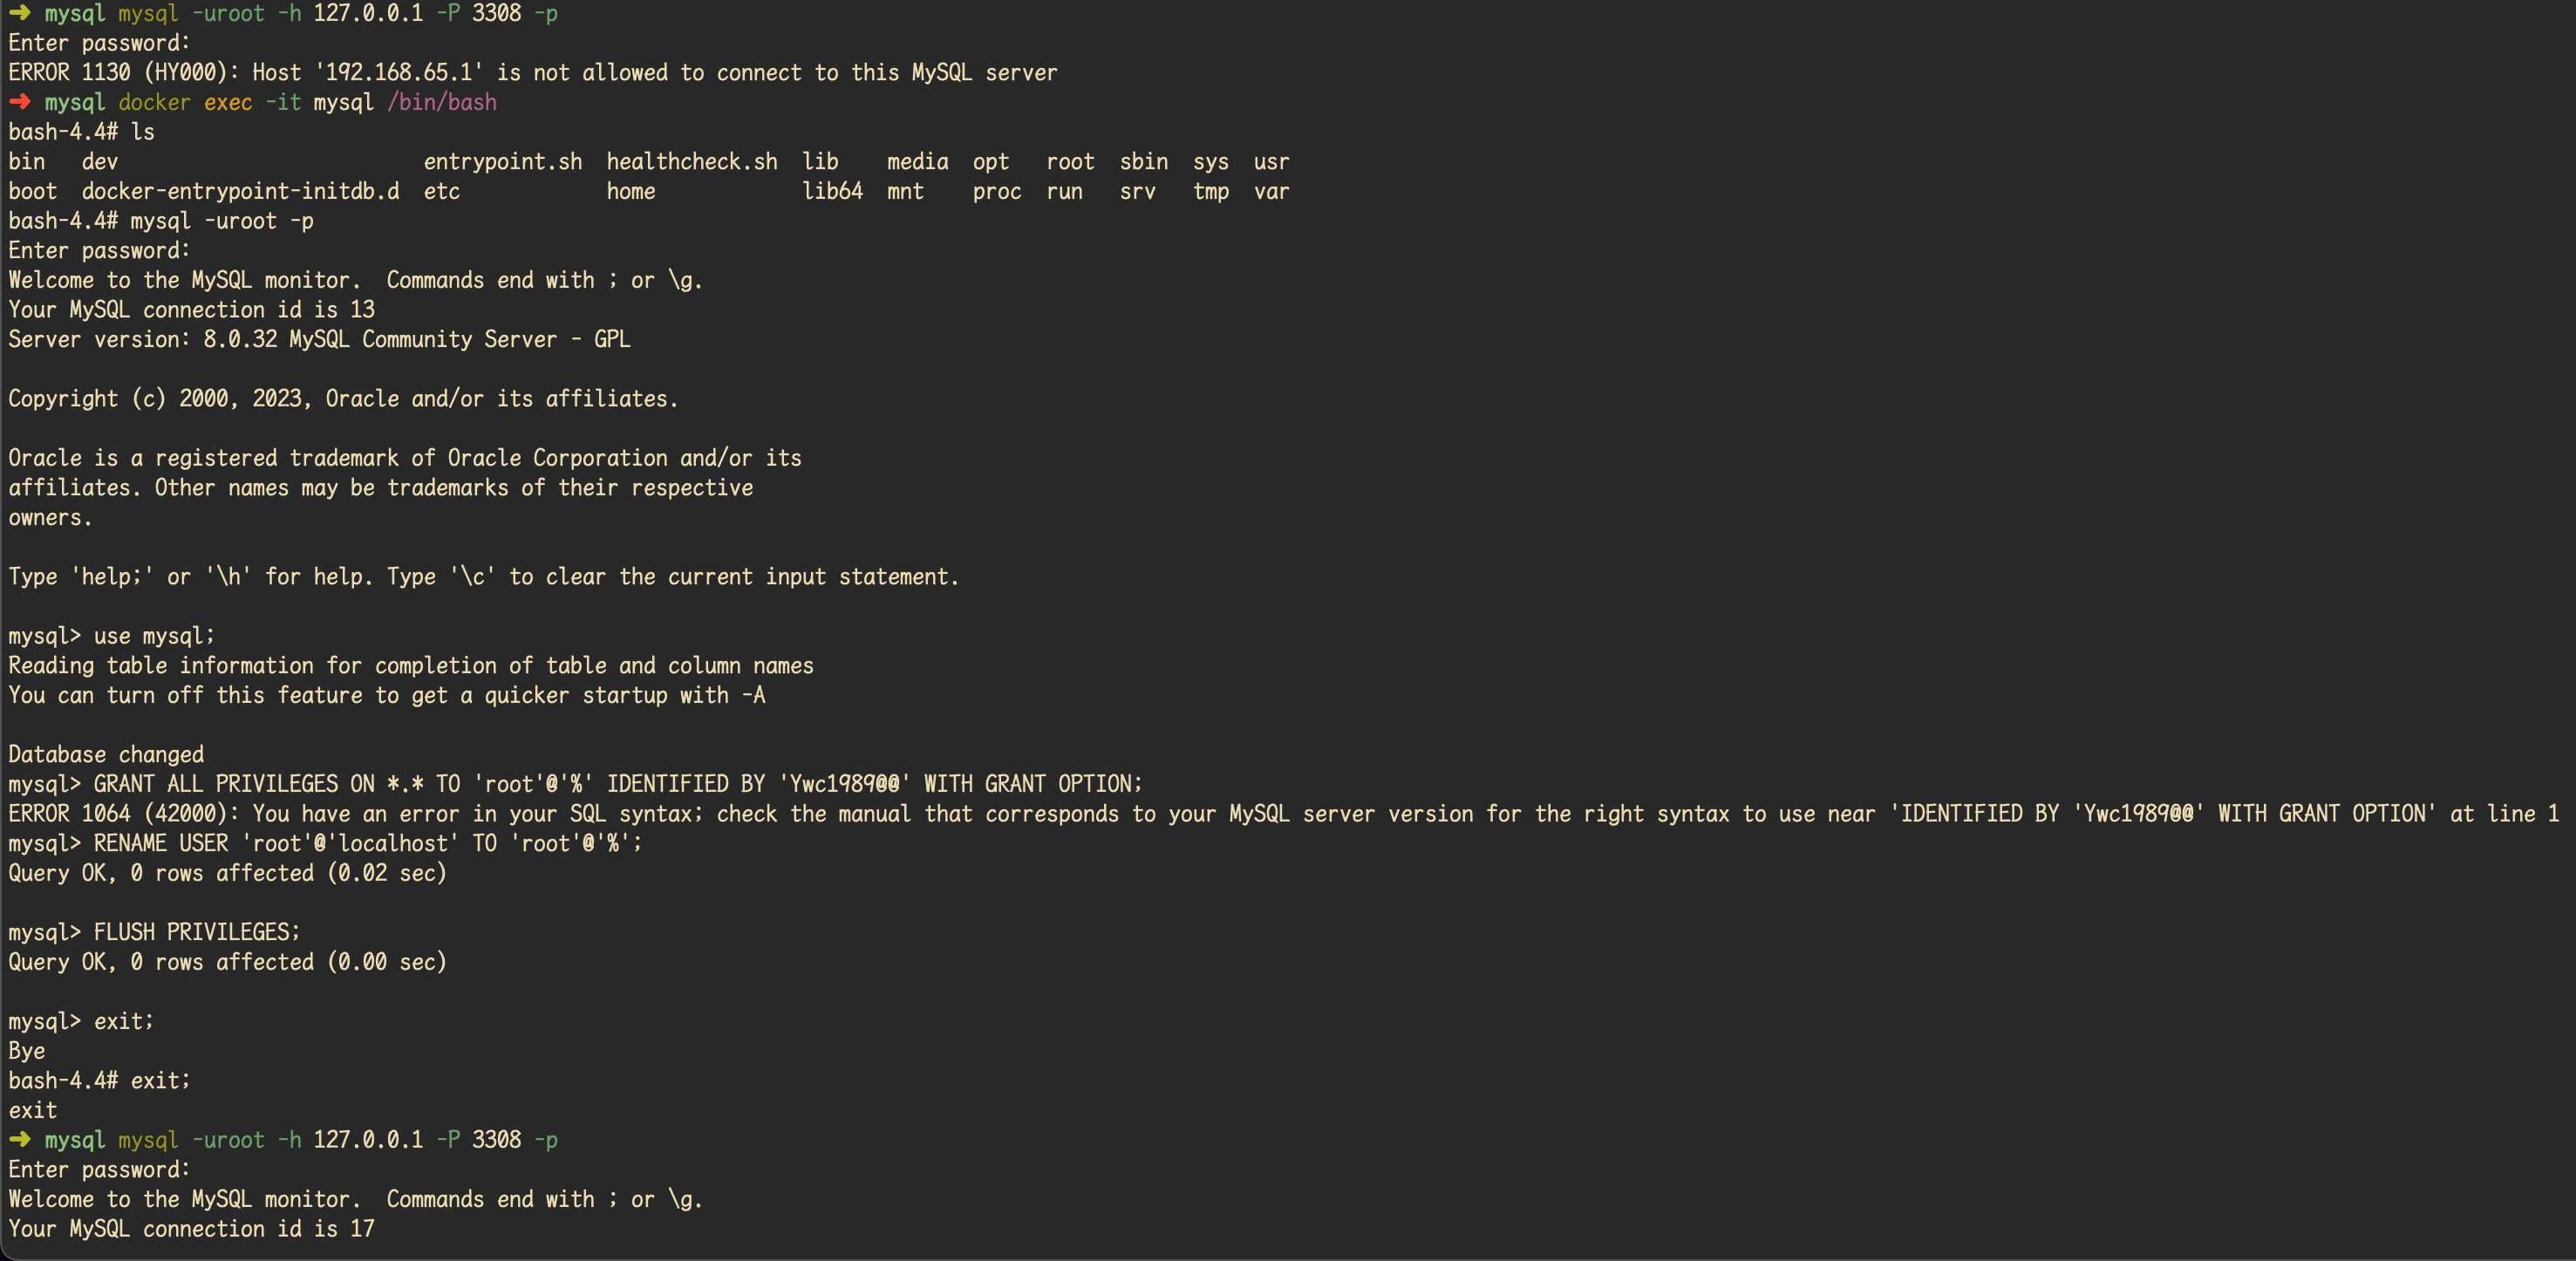 ➜ mysql mysql -uroot -h 127.0.0.1 -P 3308 -p
Enter password:
ERROR 1130 (HY000): Host '192.168.65.1' is not allowed to connect to this MySQL server
➜ mysql docker exec -it mysql /bin/bash
bash-4.4# ls
bin   dev                         entrypoint.sh  healthcheck.sh  lib    media  opt   root  sbin  sys  usr
boot  docker-entrypoint-initdb.d  etc            home            lib64  mnt    proc  run   srv   tmp  var
bash-4.4# mysql -uroot -p
Enter password:
Welcome to the MySQL monitor.  Commands end with ; or \g.
Your MySQL connection id is 13
Server version: 8.0.32 MySQL Community Server - GPL

Copyright (c) 2000, 2023, Oracle and/or its affiliates.

Oracle is a registered trademark of Oracle Corporation and/or its
affiliates. Other names may be trademarks of their respective
owners.

Type 'help;' or '\h' for help. Type '\c' to clear the current input statement.

mysql> use mysql;
Reading table information for completion of table and column names
You can turn off this feature to get a quicker startup with -A

Database changed
mysql> GRANT ALL PRIVILEGES ON *.* TO 'root'@'%' IDENTIFIED BY 'Ywc1989@@' WITH GRANT OPTION;
ERROR 1064 (42000): You have an error in your SQL syntax; check the manual that corresponds to your MySQL server version for the right syntax to use near 'IDENTIFIED BY 'Ywc1989@@' WITH GRANT OPTION' at line 1
mysql> RENAME USER 'root'@'localhost' TO 'root'@'%';
Query OK, 0 rows affected (0.02 sec)

mysql> FLUSH PRIVILEGES;
Query OK, 0 rows affected (0.00 sec)

mysql> exit;
Bye
bash-4.4# exit;
exit
➜ mysql mysql -uroot -h 127.0.0.1 -P 3308 -p
Enter password:
Welcome to the MySQL monitor.  Commands end with ; or \g.
Your MySQL connection id is 17